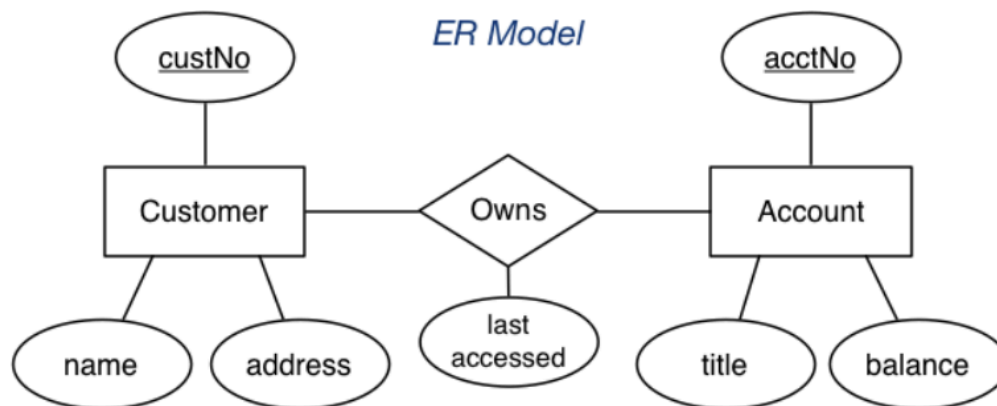 ER Model
custNo
acctNo
Customer
Owns
Account
name
address
last
accessed
title
balance